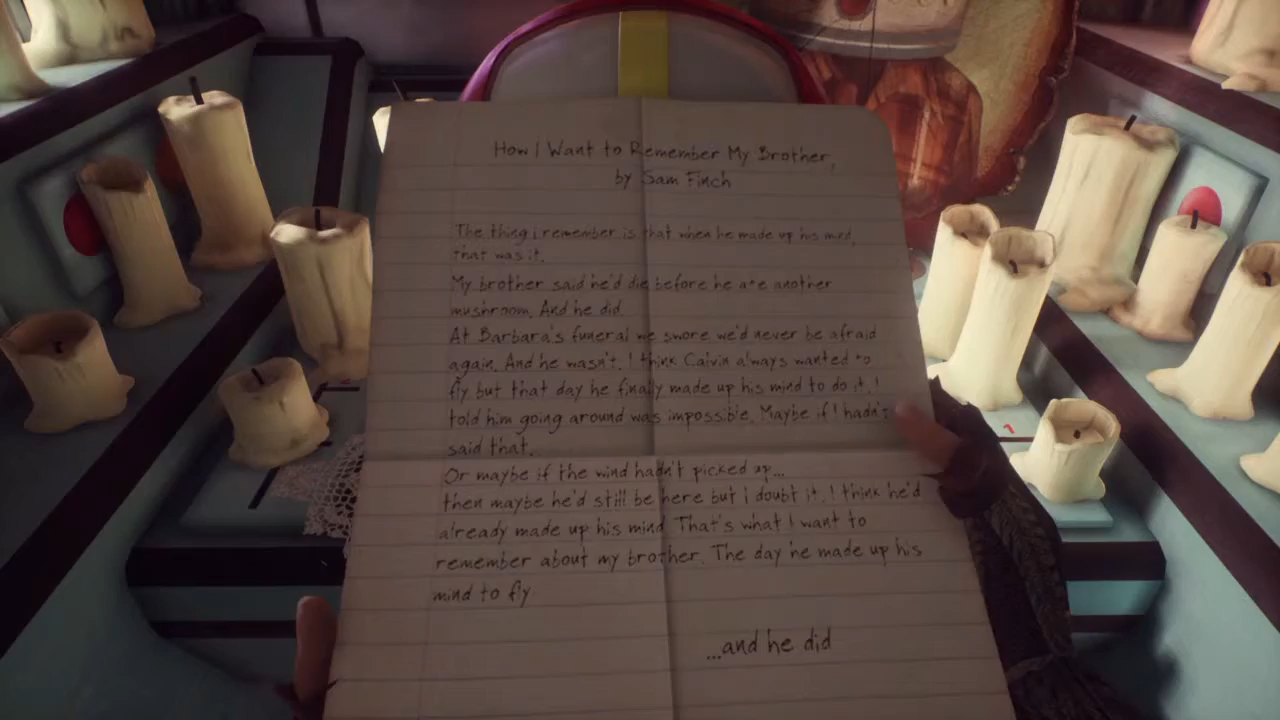 How I Want to Remember My Brother,
by Sam Finch
The thing i remember is that when he made up his mind,
that was it.
My brother said he'd die before he ate another
mushroom. And he did.
At Barbara's funeral we swore we'd never be afraid
again. And he wasn't. I think Calvin always wanted to
fly but that day he finally made up his mind to do it. I
told him going around was impossible. Maybe if I hadn't
said that.
Or maybe if the wind hadn't picked up...
then maybe he'd still be here but i doubt it. I think he'd
already made up his mind. That's what I want to
remember about my brother. The day he made up his
mind to fly
...and he did